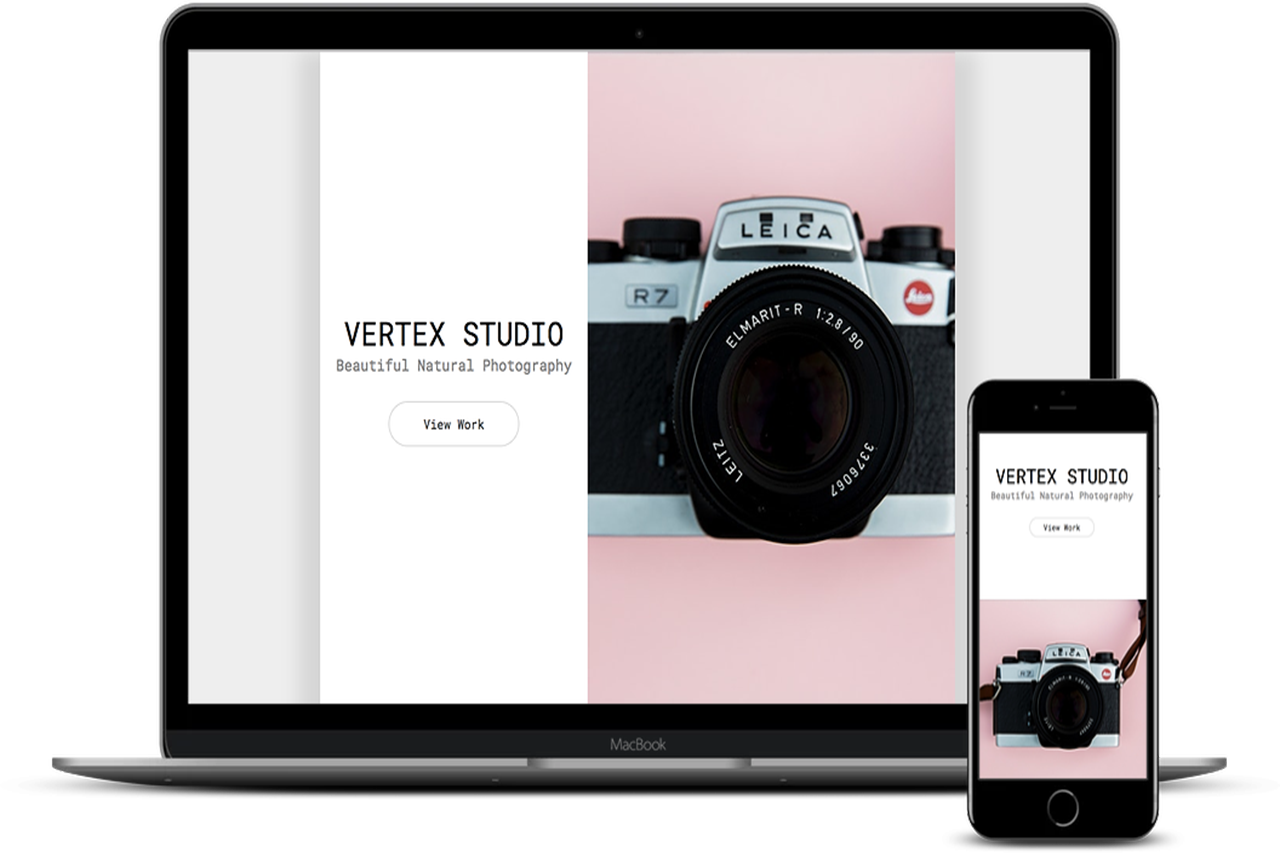 VERTEX STUDIO
Beautiful Natural Photography
View Work
LEICA
R7
Leica
ELMARIT-R 1:2.8/90
LEITZ
3376067
MacBook
VERTEX STUDIO
Beautiful Natural Photography
View Work
LEICA
R7